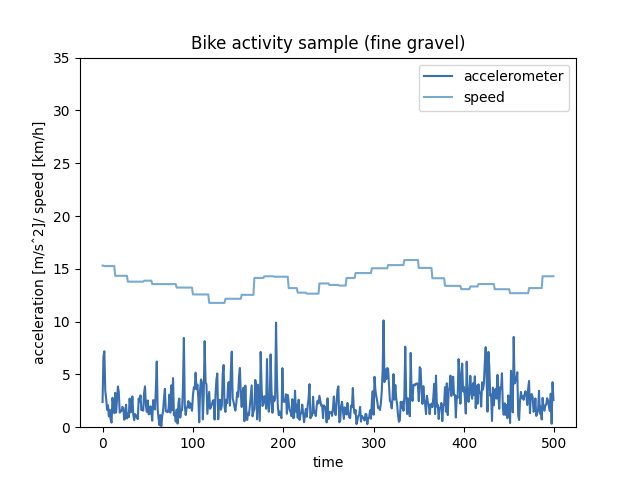 Bike activity sample (fine gravel)
accelerometer
speed
acceleration [m/sˆ2]/ speed [km/h]
35
30
25
20
15
10
5
0
0 100 200 300 400 500
time